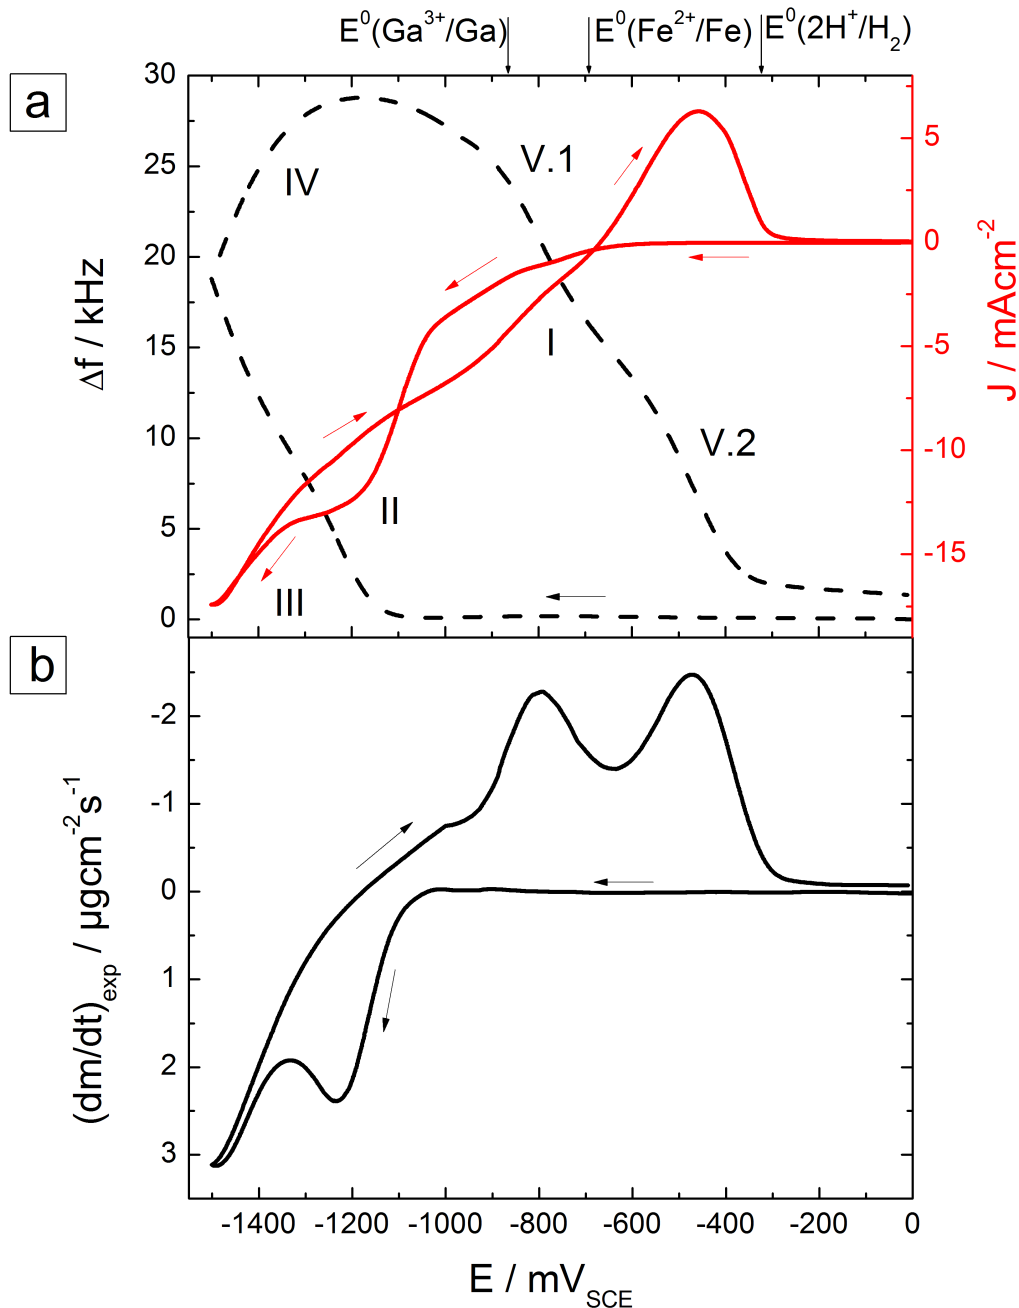 E⁰(Ga³⁺/Ga) E⁰(Fe²⁺/Fe) E⁰(2H⁺/H₂)
a
30
25
20
15
10
5
0
Δf / kHz
IV
V.1
I
V.2
II
III
5
0
-5
-10
-15
J / mAcm⁻²
b
-2
-1
0
1
2
3
(dm/dt)exp / µgcm⁻²s⁻¹
-1400 -1200 -1000 -800 -600 -400 -200 0
E / mVSCE